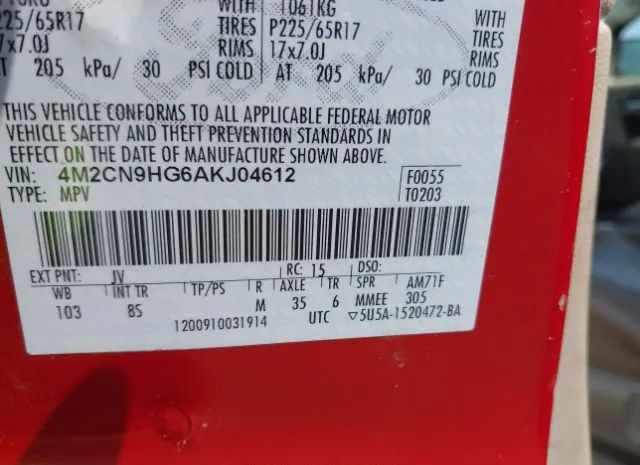 WITH 1061KG WITH
P225/65R17 TIRES P225/65R17 TIRES
17x7.0J RIMS 17x7.0J RIMS
AT 205 kPa/ 30 PSI COLD AT 205 kPa/ 30 PSI COLD
THIS VEHICLE CONFORMS TO ALL APPLICABLE FEDERAL MOTOR
VEHICLE SAFETY AND THEFT PREVENTION STANDARDS IN
EFFECT ON THE DATE OF MANUFACTURE SHOWN ABOVE.
VIN: 4M2CN9HG6AKJ04612 F0055
TYPE: MPV T0203
EXT PNT: JV RC: 15 DSO:
WB INT TR TP/PS R AXLE TR SPR AM71F
103 8S M 35 6 MMEE 305
1200910031914 UTC ▽5U5A-1520472-BA